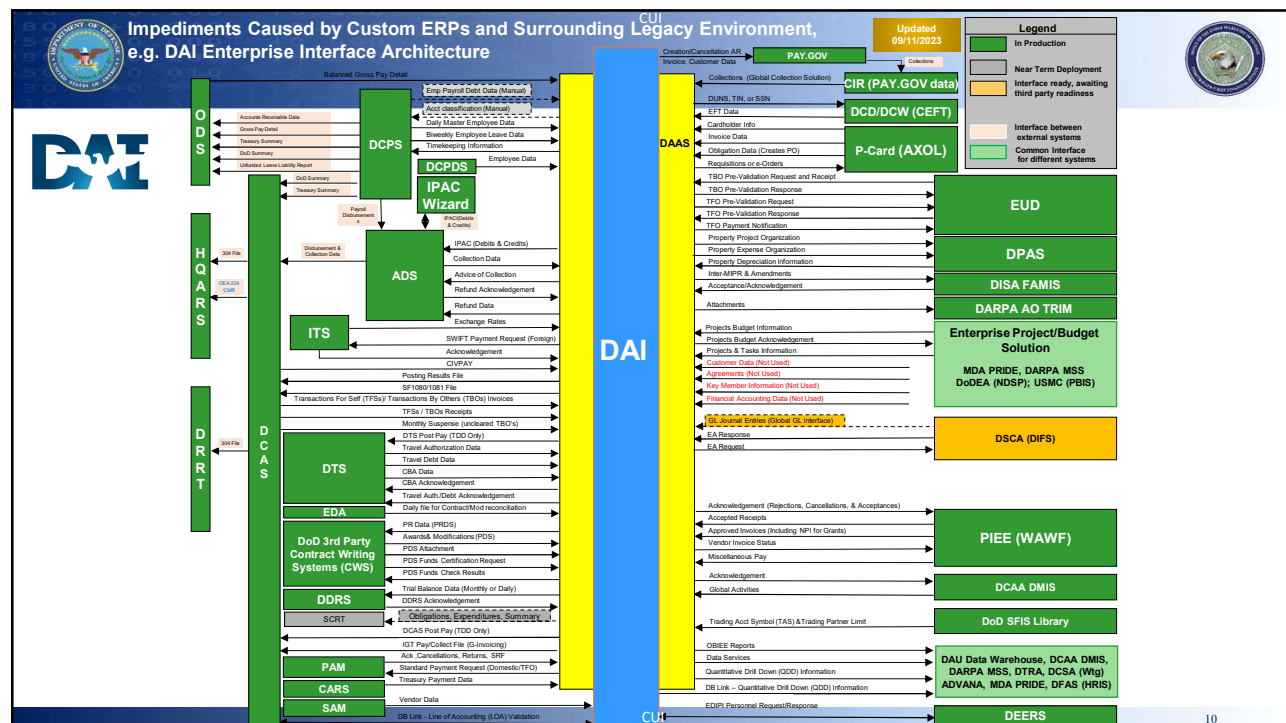 CUI
Impediments Caused by Custom ERPs and Surrounding Legacy Environment,
e.g. DAI Enterprise Interface Architecture
Updated
09/11/2023
Legend
In Production
Near Term Deployment
Interface ready, awaiting
third party readiness
Interface between
external systems
Common Interface
for different systems
DAI
Balanced Gross Pay Detail
Emp Payroll Debt Data (Manual)
Acct classification (Manual)
Daily Master Employee Data
Biweekly Employee Leave Data
Timekeeping Information
Employee Data
ODS
Accounts Receivable Data
Gross Pay Detail
Treasury Summary
DoD Summary
Unfunded Leave Liability Report
DCPS
DCPDS
IPAC
Wizard
DoD Summary
Treasury Summary
Payroll
Disbursement
s
IPAC/(Debits
& Credits)
HQARS
304 File
DEA 224
CMR
Disbursement &
Collection Data
ADS
IPAC (Debits & Credits)
Collection Data
Advice of Collection
Refund Acknowledgement
Refund Data
Exchange Rates
ITS
SWIFT Payment Request (Foreign)
Acknowledgement
CIVPAY
Posting Results File
SF1080/1081 File
Transactions For Self (TFSs)/ Transactions By Others (TBOs) Invoices
TFSs / TBOs Receipts
Monthly Suspense (uncleared TBO's)
DRRT
304 File
DCAS
DTS
DTS Post Pay (TDD Only)
Travel Authorization Data
Travel Debt Data
CBA Data
CBA Acknowledgement
Travel Auth./Debt Acknowledgement
Daily file for Contract/Mod reconciliation
EDA
DoD 3rd Party
Contract Writing
Systems (CWS)
PR Data (PRDS)
Awards& Modifications (PDS)
PDS Attachment
PDS Funds Certification Request
PDS Funds Check Results
DDRS
Trial Balance Data (Monthly or Daily)
DDRS Acknowledgement
SCRT
Obligations, Expenditures, Summary
DCAS Post Pay (TDD Only)
IGT Pay/Collect File (G-Invoicing)
Ack ,Cancellations, Returns, SRF
PAM
Standard Payment Request (Domestic/TFO)
Treasury Payment Data
CARS
SAM
Vendor Data
DB Link - Line of Accounting (LOA) Validation
DAI
DAAS
Creation/Cancellation AR
Invoice, Customer Data
PAY.GOV
Collections
Collections (Global Collection Solution)
CIR (PAY.GOV data)
DUNS, TIN, or SSN
EFT Data
DCD/DCW (CEFT)
Cardholder Info
Invoice Data
Obligation Data (Creates PO)
Requisitions or e-Orders
P-Card (AXOL)
TBO Pre-Validation Request and Receipt
TBO Pre-Validation Response
TFO Pre-Validation Request
TFO Pre-Validation Response
TFO Payment Notification
EUD
Property Project Organization
Property Expense Organization
Property Depreciation Information
DPAS
Inter-MIPR & Amendments
Acceptance/Acknowledgement
DISA FAMIS
Attachments
DARPA AO TRIM
Projects Budget Information
Projects Budget Acknowledgement
Projects & Tasks Information
Customer Data (Not Used)
Agreements (Not Used)
Key Member Information (Not Used)
Financial Accounting Data (Not Used)
Enterprise Project/Budget
Solution
MDA PRIDE, DARPA MSS
DoDEA (NDSP); USMC (PBIS)
GL Journal Entries (Global GL Interface)
EA Response
EA Request
DSCA (DIFS)
Acknowledgement (Rejections, Cancellations, & Acceptances)
Accepted Receipts
Approved Invoices (Including NPI for Grants)
Vendor Invoice Status
Miscellaneous Pay
PIEE (WAWF)
Acknowledgement
Global Activities
DCAA DMIS
Trading Acct Symbol (TAS) &Trading Partner Limit
DoD SFIS Library
OBIEE Reports
Data Services
Quantitative Drill Down (QDD) Information
DB Link – Quantitative Drill Down (QDD) Information
DAU Data Warehouse, DCAA DMIS,
DARPA MSS, DTRA, DCSA (Wtg)
ADVANA, MDA PRIDE, DFAS (HRIS)
EDIPI Personnel Request/Response
DEERS
CUI
10